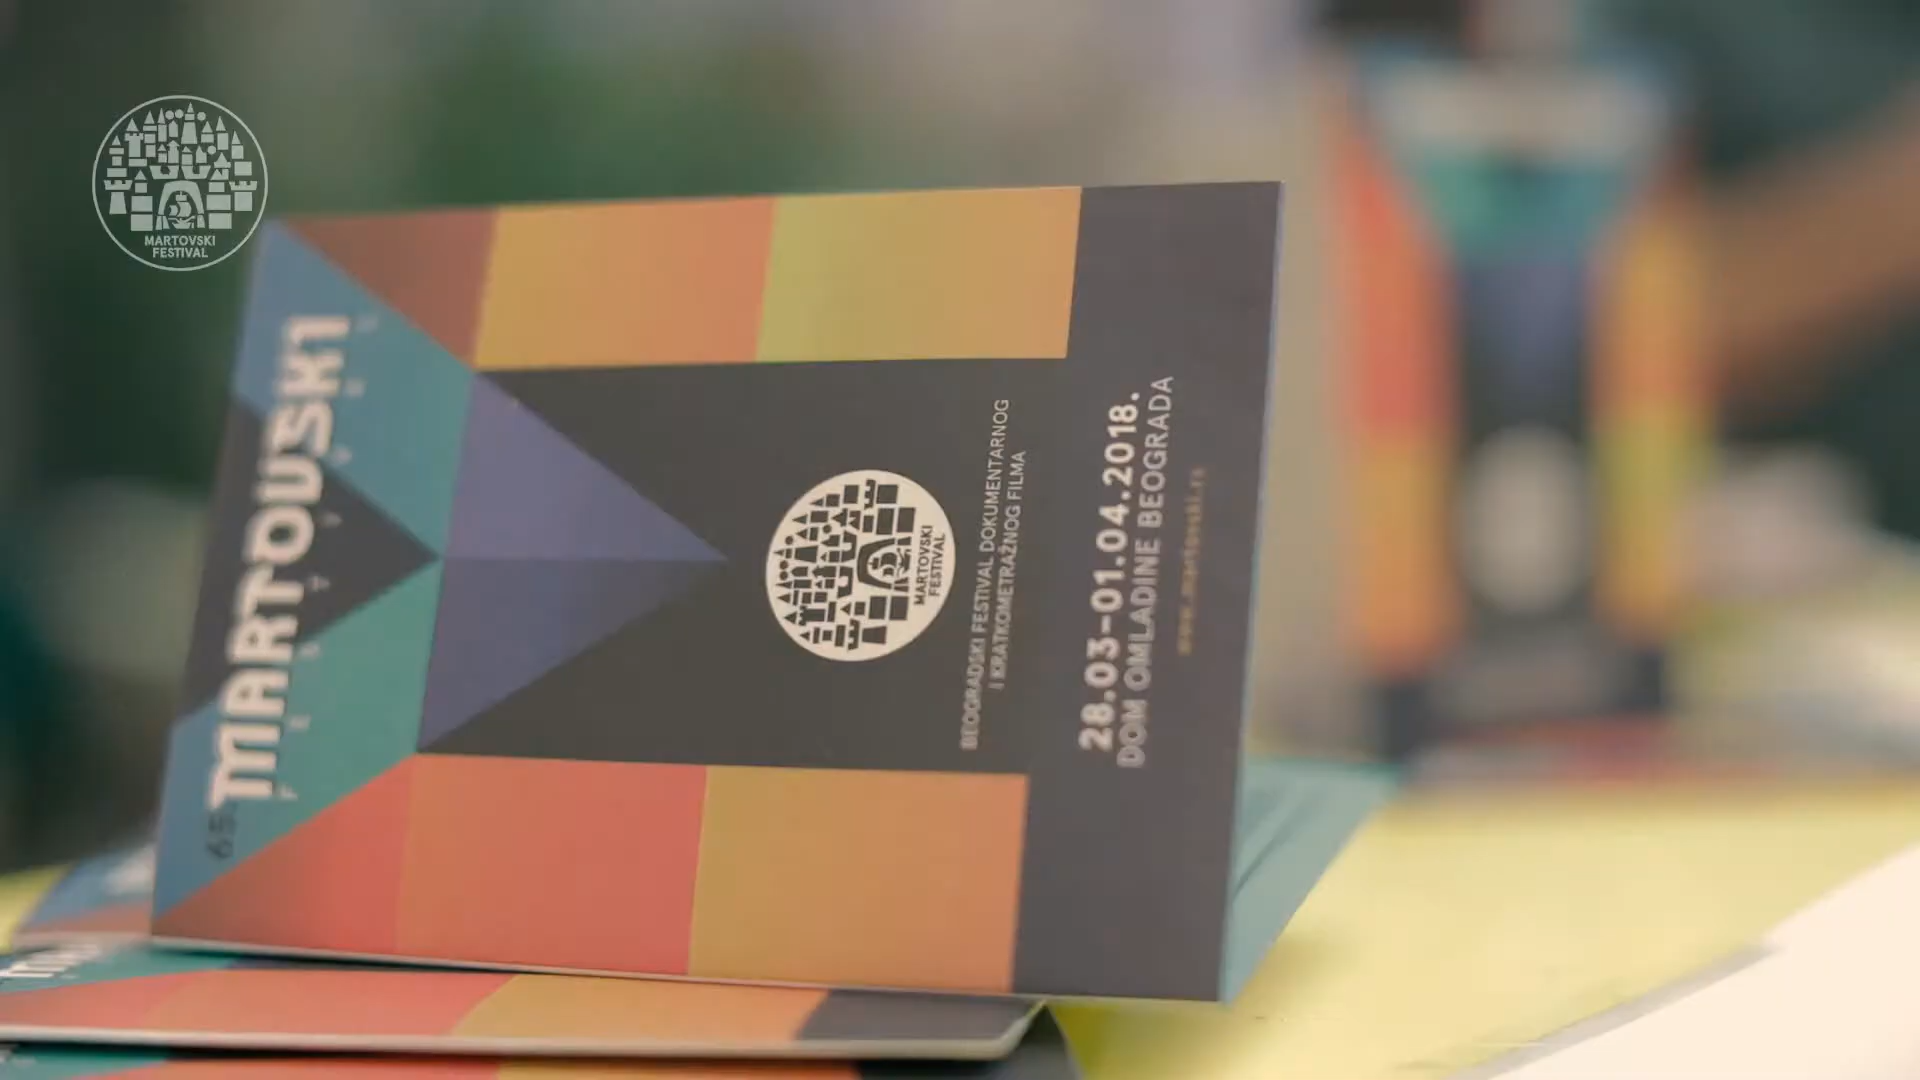 MARTOVSKI
FESTIVAL
65.
MARTOVSKI
FESTIVAL
MARTOVSKI
FESTIVAL
BEOGRADSKI FESTIVAL DOKUMENTARNOG
I KRATKOMETRAŽNOG FILMA
28.03-01.04.2018.
DOM OMLADINE BEOGRADA
www.martovski.rs